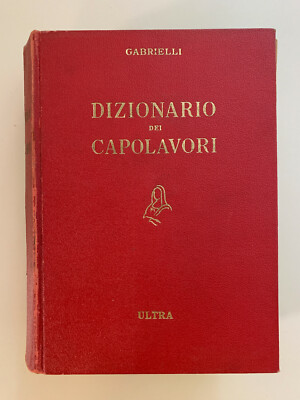 GABRIELLI
DIZIONARIO
DEI
CAPOLAVORI
ULTRA